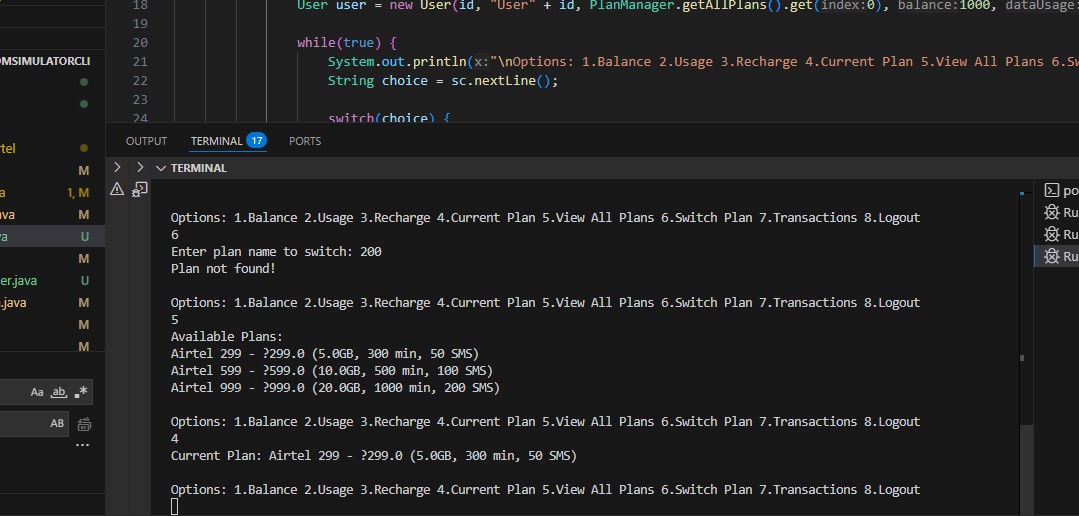 18 User user = new User(id, "User" + id, PlanManager.getAllPlans().get(index:0), balance:1000, dataUsage:
19
20 while(true) {
21 System.out.println(x:"\nOptions: 1.Balance 2.Usage 3.Recharge 4.Current Plan 5.View All Plans 6.Sw
22 String choice = sc.nextLine();
23
24 switch(choice) {
OMSIMULATORCLI
rtel
M
a 1, M
ava M
va U
M
er.java U
.java M
M
M
Aa ab, .*
AB
...
OUTPUT TERMINAL 17 PORTS
TERMINAL
Options: 1.Balance 2.Usage 3.Recharge 4.Current Plan 5.View All Plans 6.Switch Plan 7.Transactions 8.Logout
6
Enter plan name to switch: 200
Plan not found!
Options: 1.Balance 2.Usage 3.Recharge 4.Current Plan 5.View All Plans 6.Switch Plan 7.Transactions 8.Logout
5
Available Plans:
Airtel 299 - ?299.0 (5.0GB, 300 min, 50 SMS)
Airtel 599 - ?599.0 (10.0GB, 500 min, 100 SMS)
Airtel 999 - ?999.0 (20.0GB, 1000 min, 200 SMS)
Options: 1.Balance 2.Usage 3.Recharge 4.Current Plan 5.View All Plans 6.Switch Plan 7.Transactions 8.Logout
4
Current Plan: Airtel 299 - ?299.0 (5.0GB, 300 min, 50 SMS)
Options: 1.Balance 2.Usage 3.Recharge 4.Current Plan 5.View All Plans 6.Switch Plan 7.Transactions 8.Logout
po
Ru
Ru
Ru